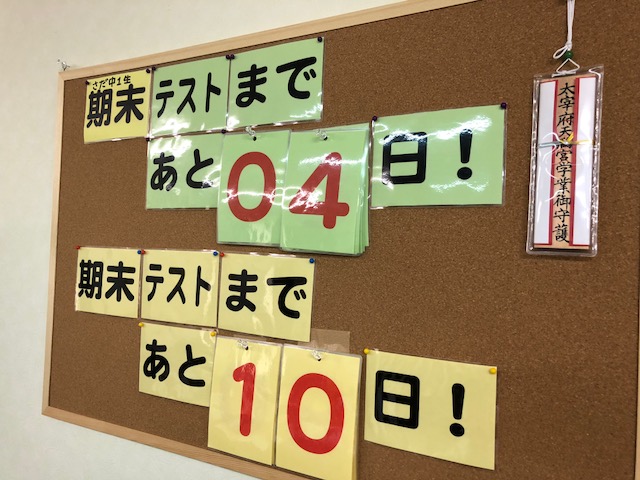 さだ中1生
期末テストまで
あと04日!
期末テストまで
あと10日!
太宰府天満宮学業御守護